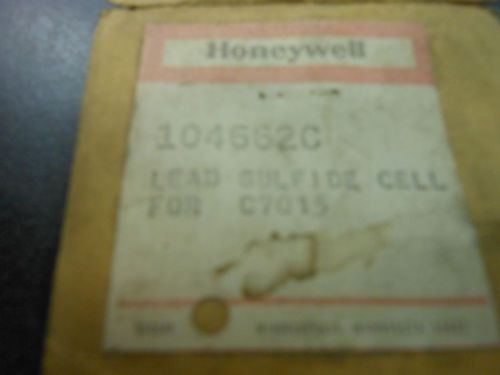 Honeywell
104662C
LEAD SULFIDE CELL
FOR C7015